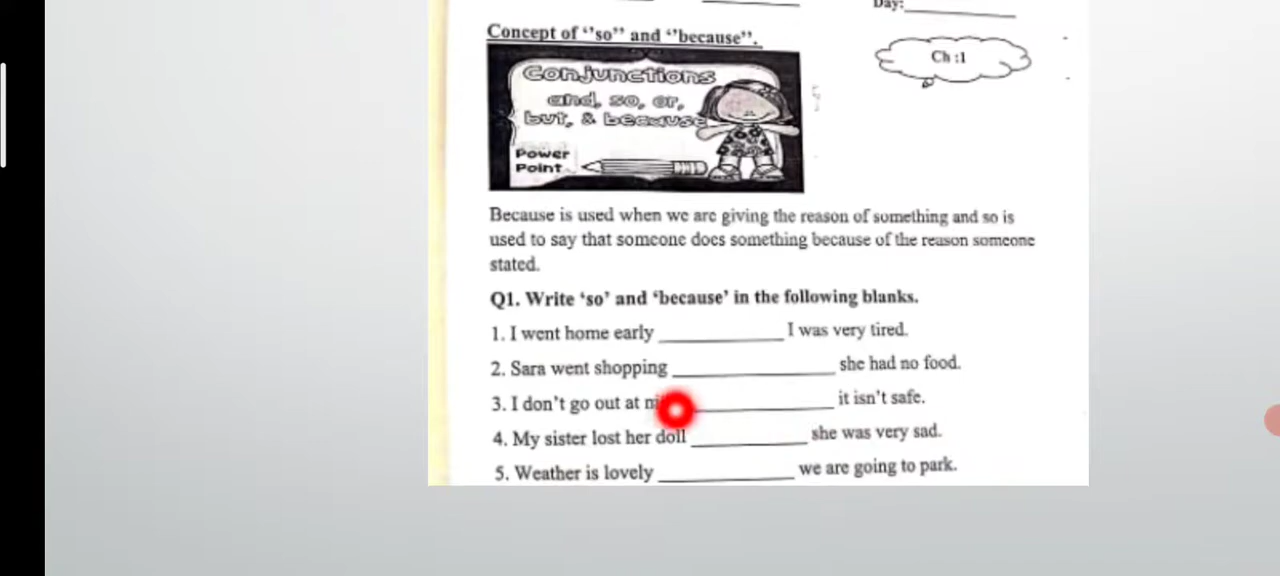 Day:
Concept of ‘’so’’ and ‘’because’’.
Ch :1
Conjunctions
and, so, or,
but, & because
Power
Point
Because is used when we are giving the reason of something and so is
used to say that someone does something because of the reason someone
stated.
Q1. Write ‘so’ and ‘because’ in the following blanks.
1. I went home early ____________ I was very tired.
2. Sara went shopping ________________ she had no food.
3. I don’t go out at ______________ it isn’t safe.
4. My sister lost her doll ____________ she was very sad.
5. Weather is lovely ______________ we are going to park.